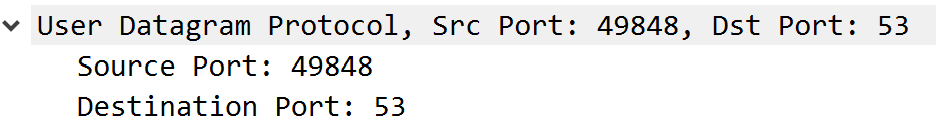 User Datagram Protocol, Src Port: 49848, Dst Port: 53
Source Port: 49848
Destination Port: 53